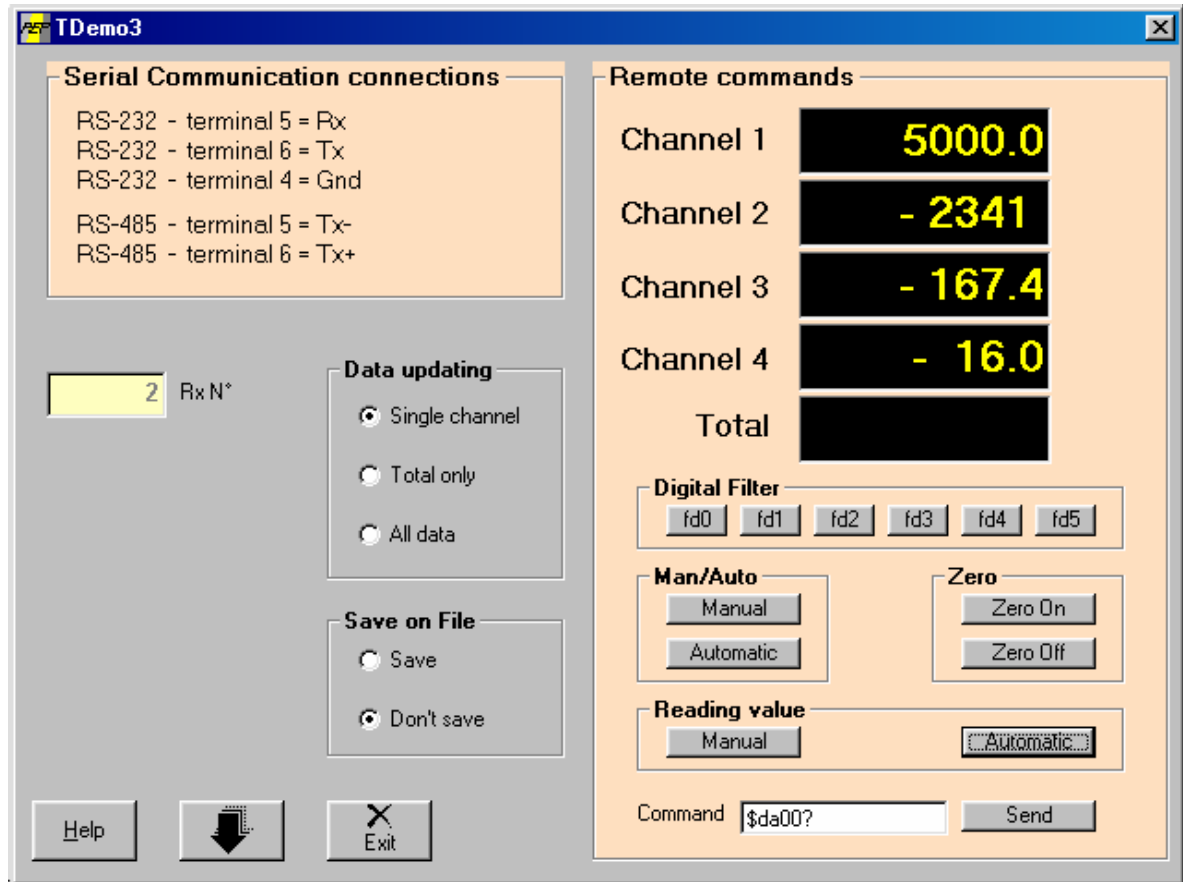 AEP TDemo3
Serial Communication connections
RS-232 - terminal 5 = Rx
RS-232 - terminal 6 = Tx
RS-232 - terminal 4 = Gnd
RS-485 - terminal 5 = Tx-
RS-485 - terminal 6 = Tx+
2 Rx N°
Data updating
Single channel
Total only
All data
Save on File
Save
Don't save
Help
Exit
Remote commands
Channel 1 5000.0
Channel 2 - 2341
Channel 3 - 167.4
Channel 4 - 16.0
Total
Digital Filter
fd0 fd1 fd2 fd3 fd4 fd5
Man/Auto
Manual
Automatic
Zero
Zero On
Zero Off
Reading value
Manual Automatic
Command $da00? Send